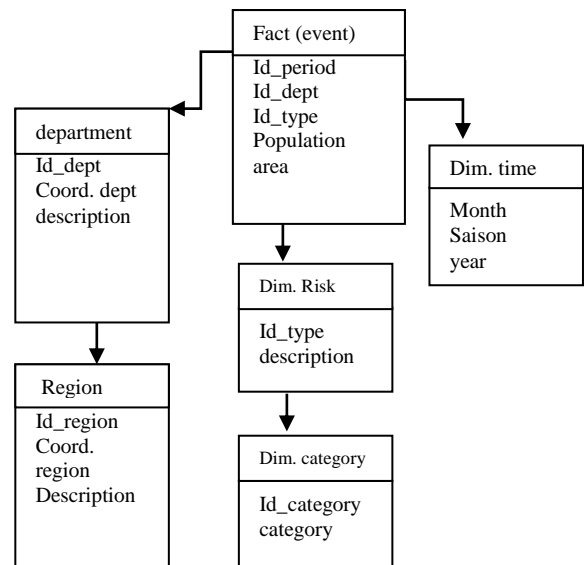 Fact (event)
Id_period
Id_dept
Id_type
Population
area
department
Id_dept
Coord. dept
description
Dim. time
Month
Saison
year
Dim. Risk
Id_type
description
Region
Id_region
Coord.
region
Description
Dim. category
Id_category
category